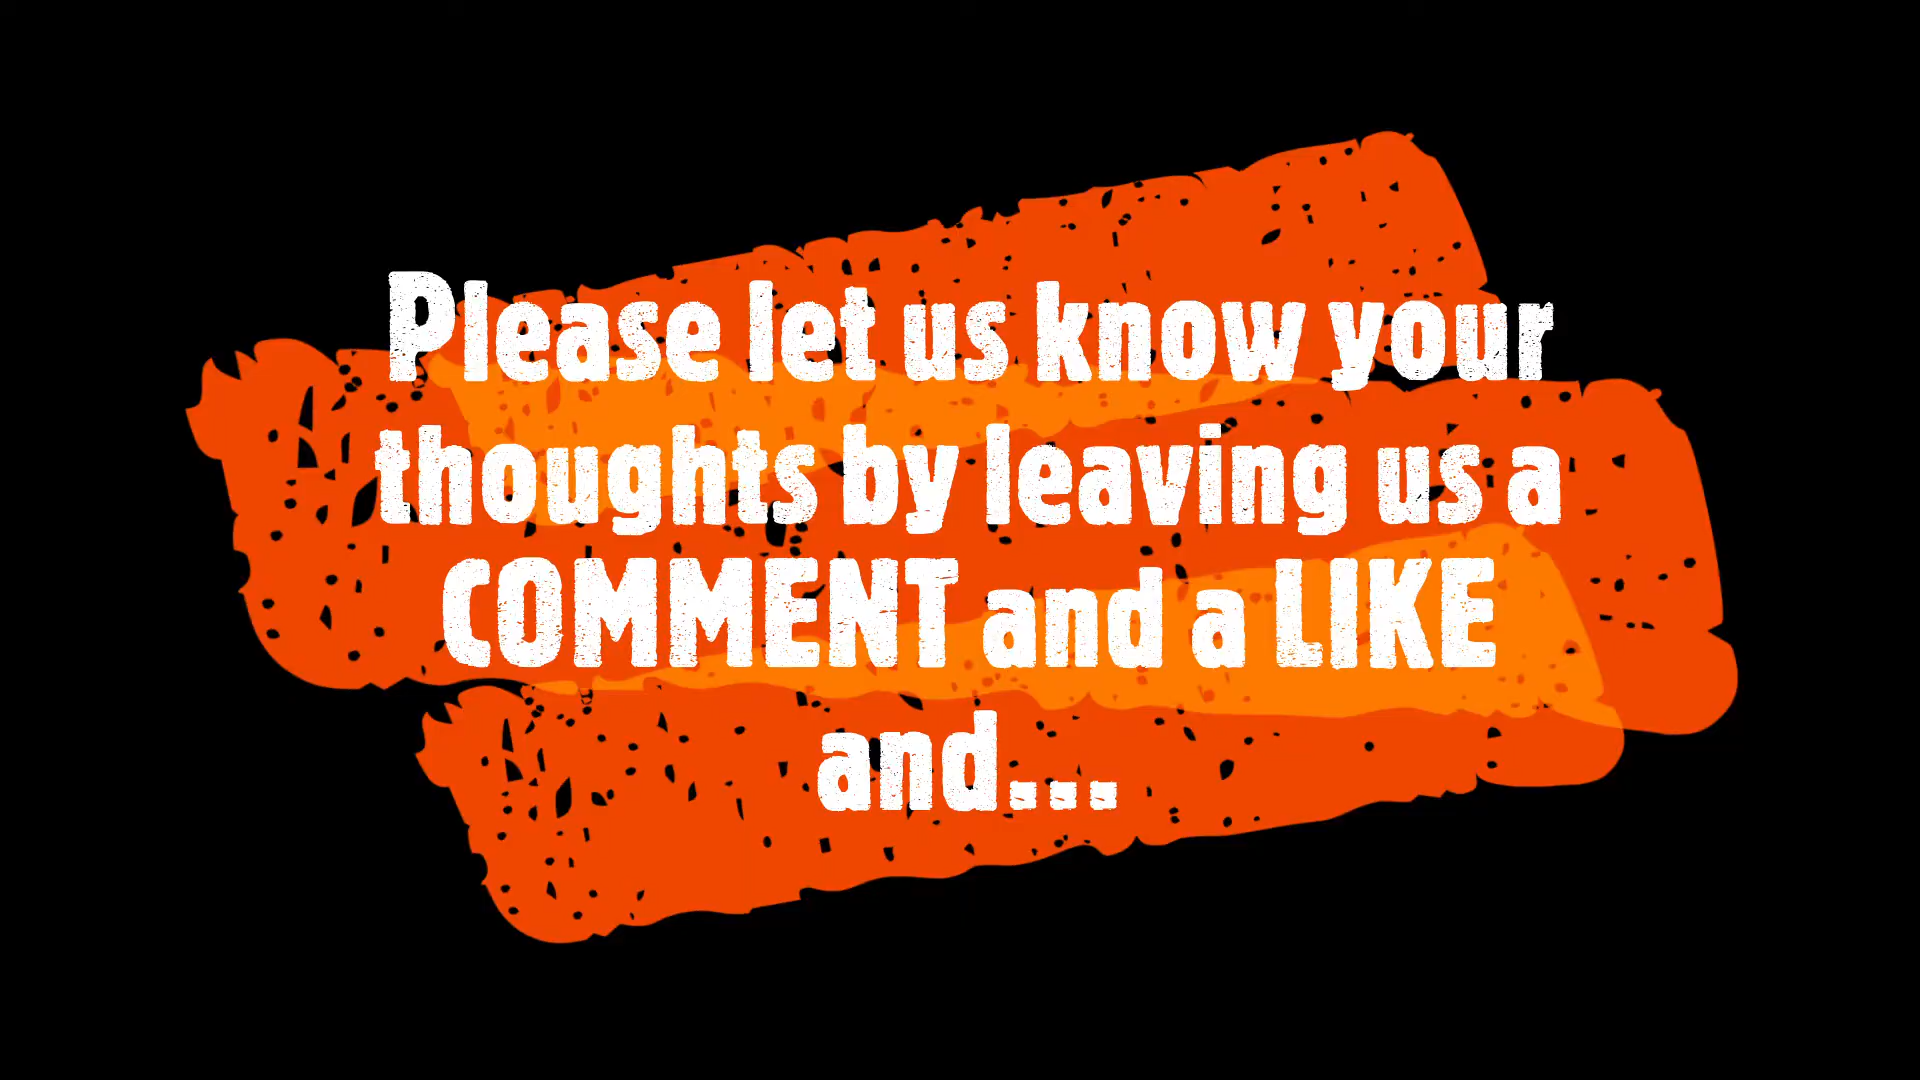 Please let us know your
thoughts by leaving us a
COMMENT and a LIKE
and...